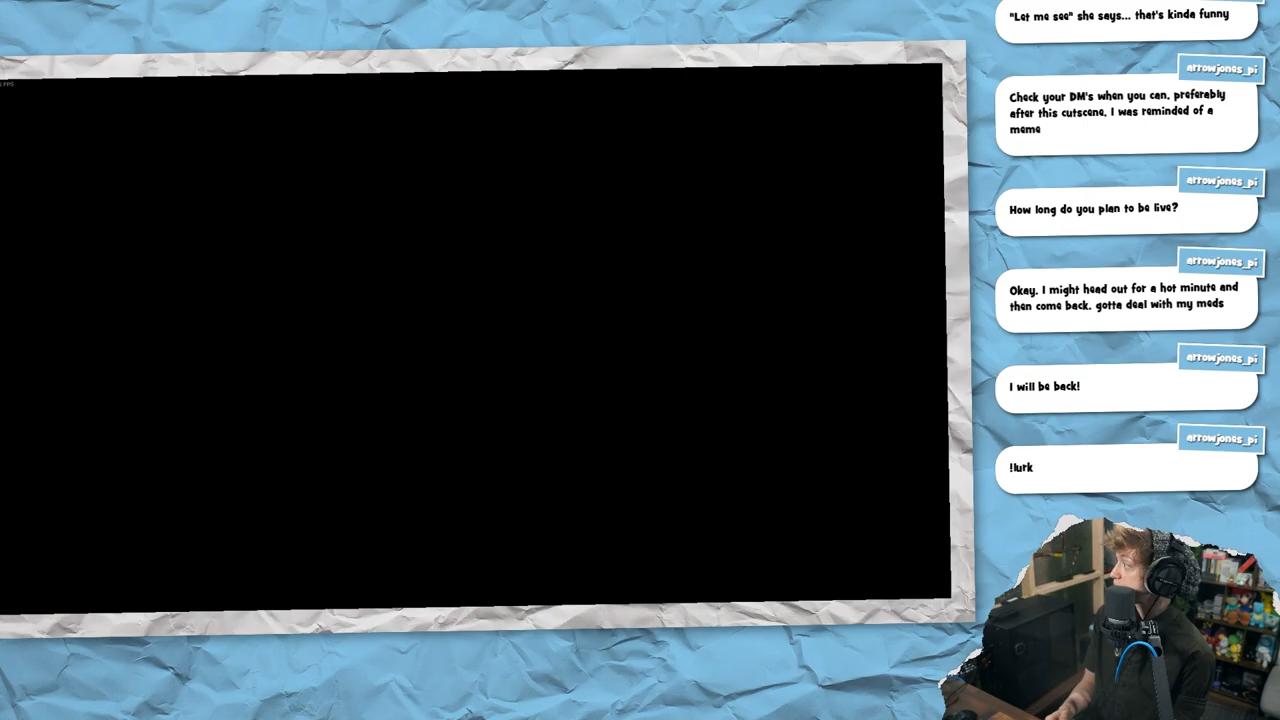 FPS
"Let me see" she says... that's kinda funny
arrowjones_pi
Check your DM's when you can, preferably
after this cutscene, I was reminded of a
meme
arrowjones_pi
How long do you plan to be live?
arrowjones_pi
Okay, I might head out for a hot minute and
then come back. gotta deal with my meds
arrowjones_pi
I will be back!
arrowjones_pi
!lurk